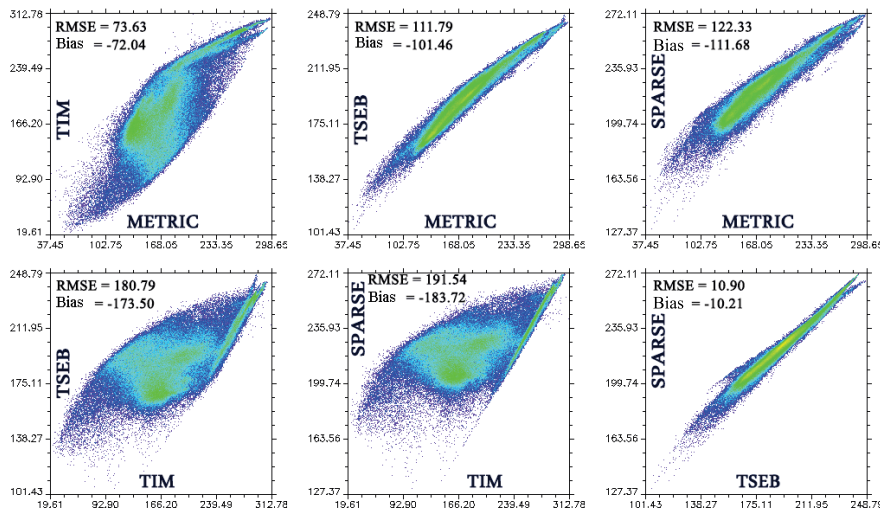 312.78
239.49
166.20
92.90
19.61
RMSE = 73.63
Bias = -72.04
TIM
METRIC
37.45 102.75 168.05 233.35 298.65
248.79
211.95
175.11
138.27
101.43
RMSE = 111.79
Bias = -101.46
TSEB
METRIC
37.45 102.75 168.05 233.35 298.65
272.11
235.93
199.74
163.56
127.37
RMSE = 122.33
Bias = -111.68
SPARSE
METRIC
37.45 102.75 168.05 233.35 298.65
248.79
211.95
175.11
138.27
101.43
RMSE = 180.79
Bias = -173.50
TSEB
TIM
19.61 92.90 166.20 239.49 312.78
272.11
235.93
199.74
163.56
127.37
RMSE = 191.54
Bias = -183.72
SPARSE
TIM
19.61 92.90 166.20 239.49 312.78
272.11
235.93
199.74
163.56
127.37
RMSE = 10.90
Bias = -10.21
SPARSE
TSEB
101.43 138.27 175.11 211.95 248.79